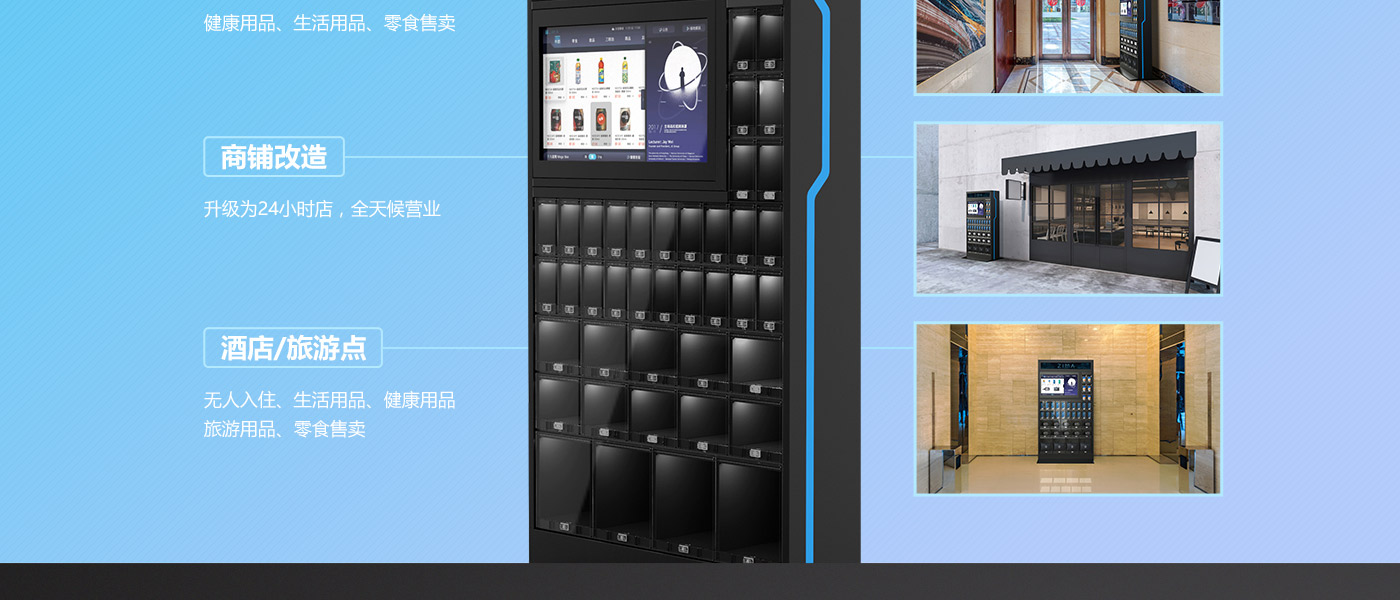 健康用品、生活用品、零食售卖
商铺改造
升级为24小时店，全天候营业
酒店/旅游点
无人入住、生活用品、健康用品
旅游用品、零食售卖